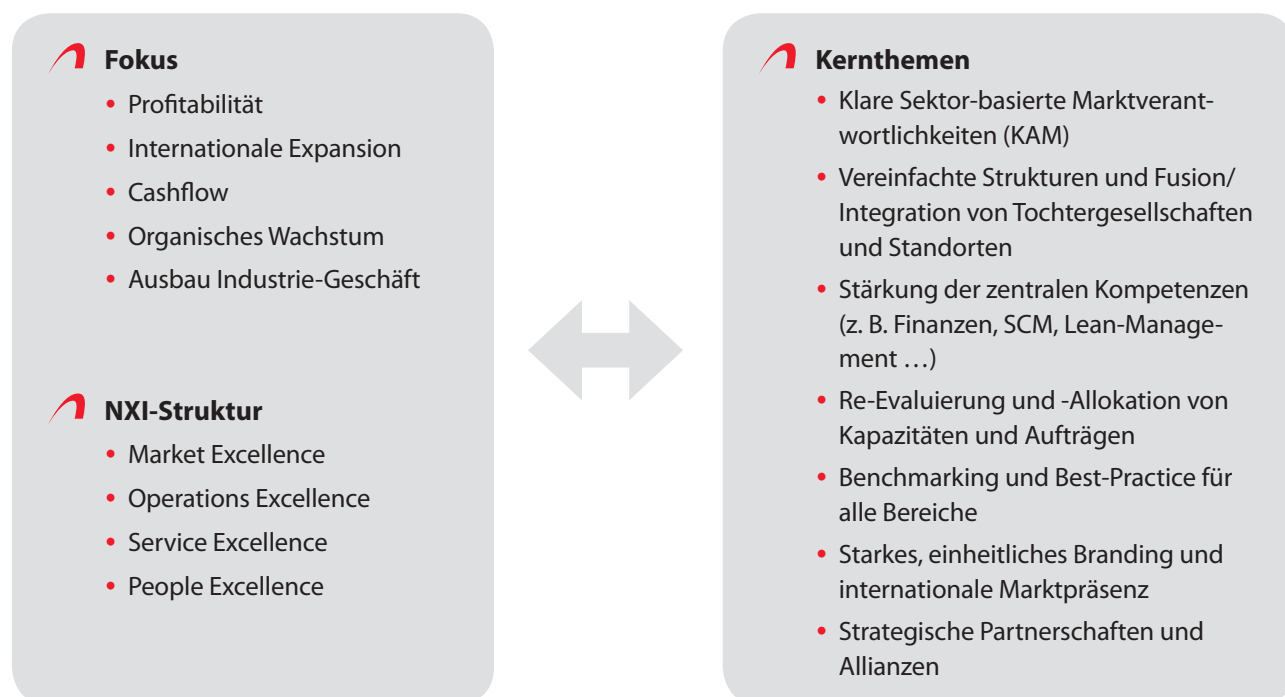 Fokus
• Profitabilität
• Internationale Expansion
• Cashflow
• Organisches Wachstum
• Ausbau Industrie-Geschäft
NXI-Struktur
• Market Excellence
• Operations Excellence
• Service Excellence
• People Excellence
Kernthemen
• Klare Sektor-basierte Marktverant-
wortlichkeiten (KAM)
• Vereinfachte Strukturen und Fusion/
Integration von Tochtergesellschaften
und Standorten
• Stärkung der zentralen Kompetenzen
(z. B. Finanzen, SCM, Lean-Manage-
ment …)
• Re-Evaluierung und -Allokation von
Kapazitäten und Aufträgen
• Benchmarking und Best-Practice für
alle Bereiche
• Starkes, einheitliches Branding und
internationale Marktpräsenz
• Strategische Partnerschaften und
Allianzen